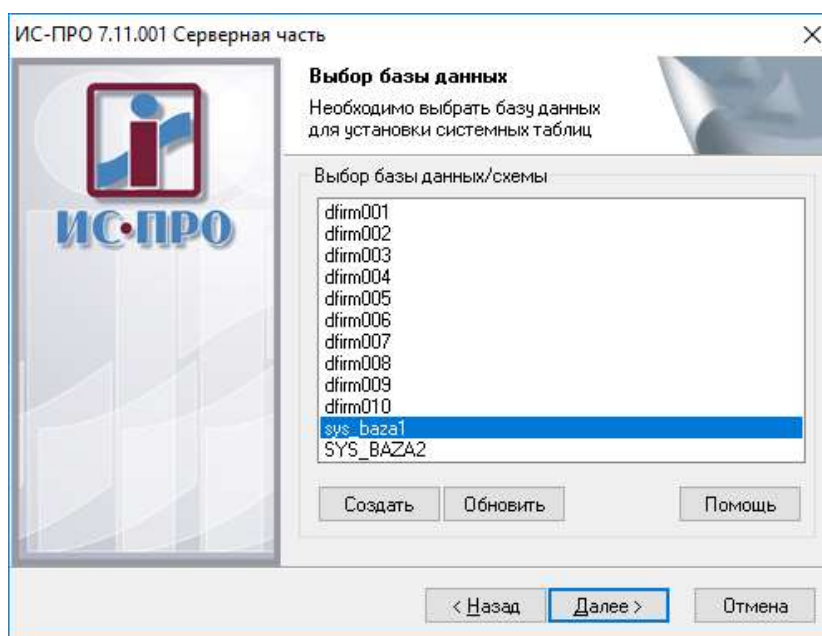 ИС-ПРО 7.11.001 Серверная часть
Выбор базы данных
Необходимо выбрать базу данных
для установки системных таблиц
ИС•ПРО
Выбор базы данных/схемы
dfirm001
dfirm002
dfirm003
dfirm004
dfirm005
dfirm006
dfirm007
dfirm008
dfirm009
dfirm010
sys_baza1
SYS_BAZA2
Создать Обновить Помощь
< Назад Далее > Отмена